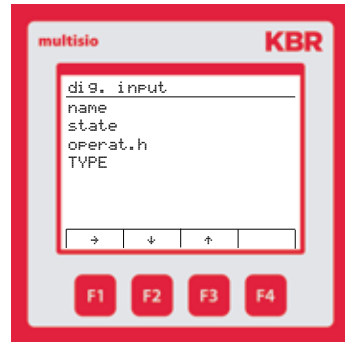 multisio KBR
dig. input
name
state
operat.h
TYPE
→ ↓ ↑
F1 F2 F3 F4